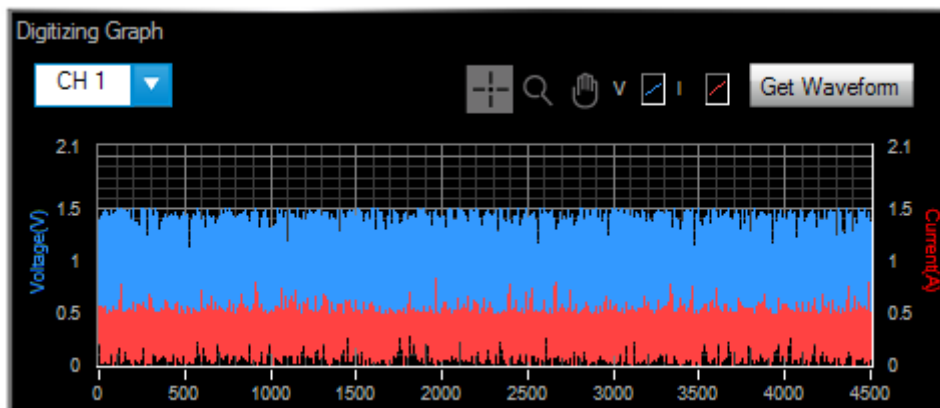 Digitizing Graph
CH 1
V
I
Get Waveform
2.1
2.1
1.5
1.5
Voltage(V)
Current(A)
1
1
0.5
0.5
0
0
0 500 1000 1500 2000 2500 3000 3500 4000 4500